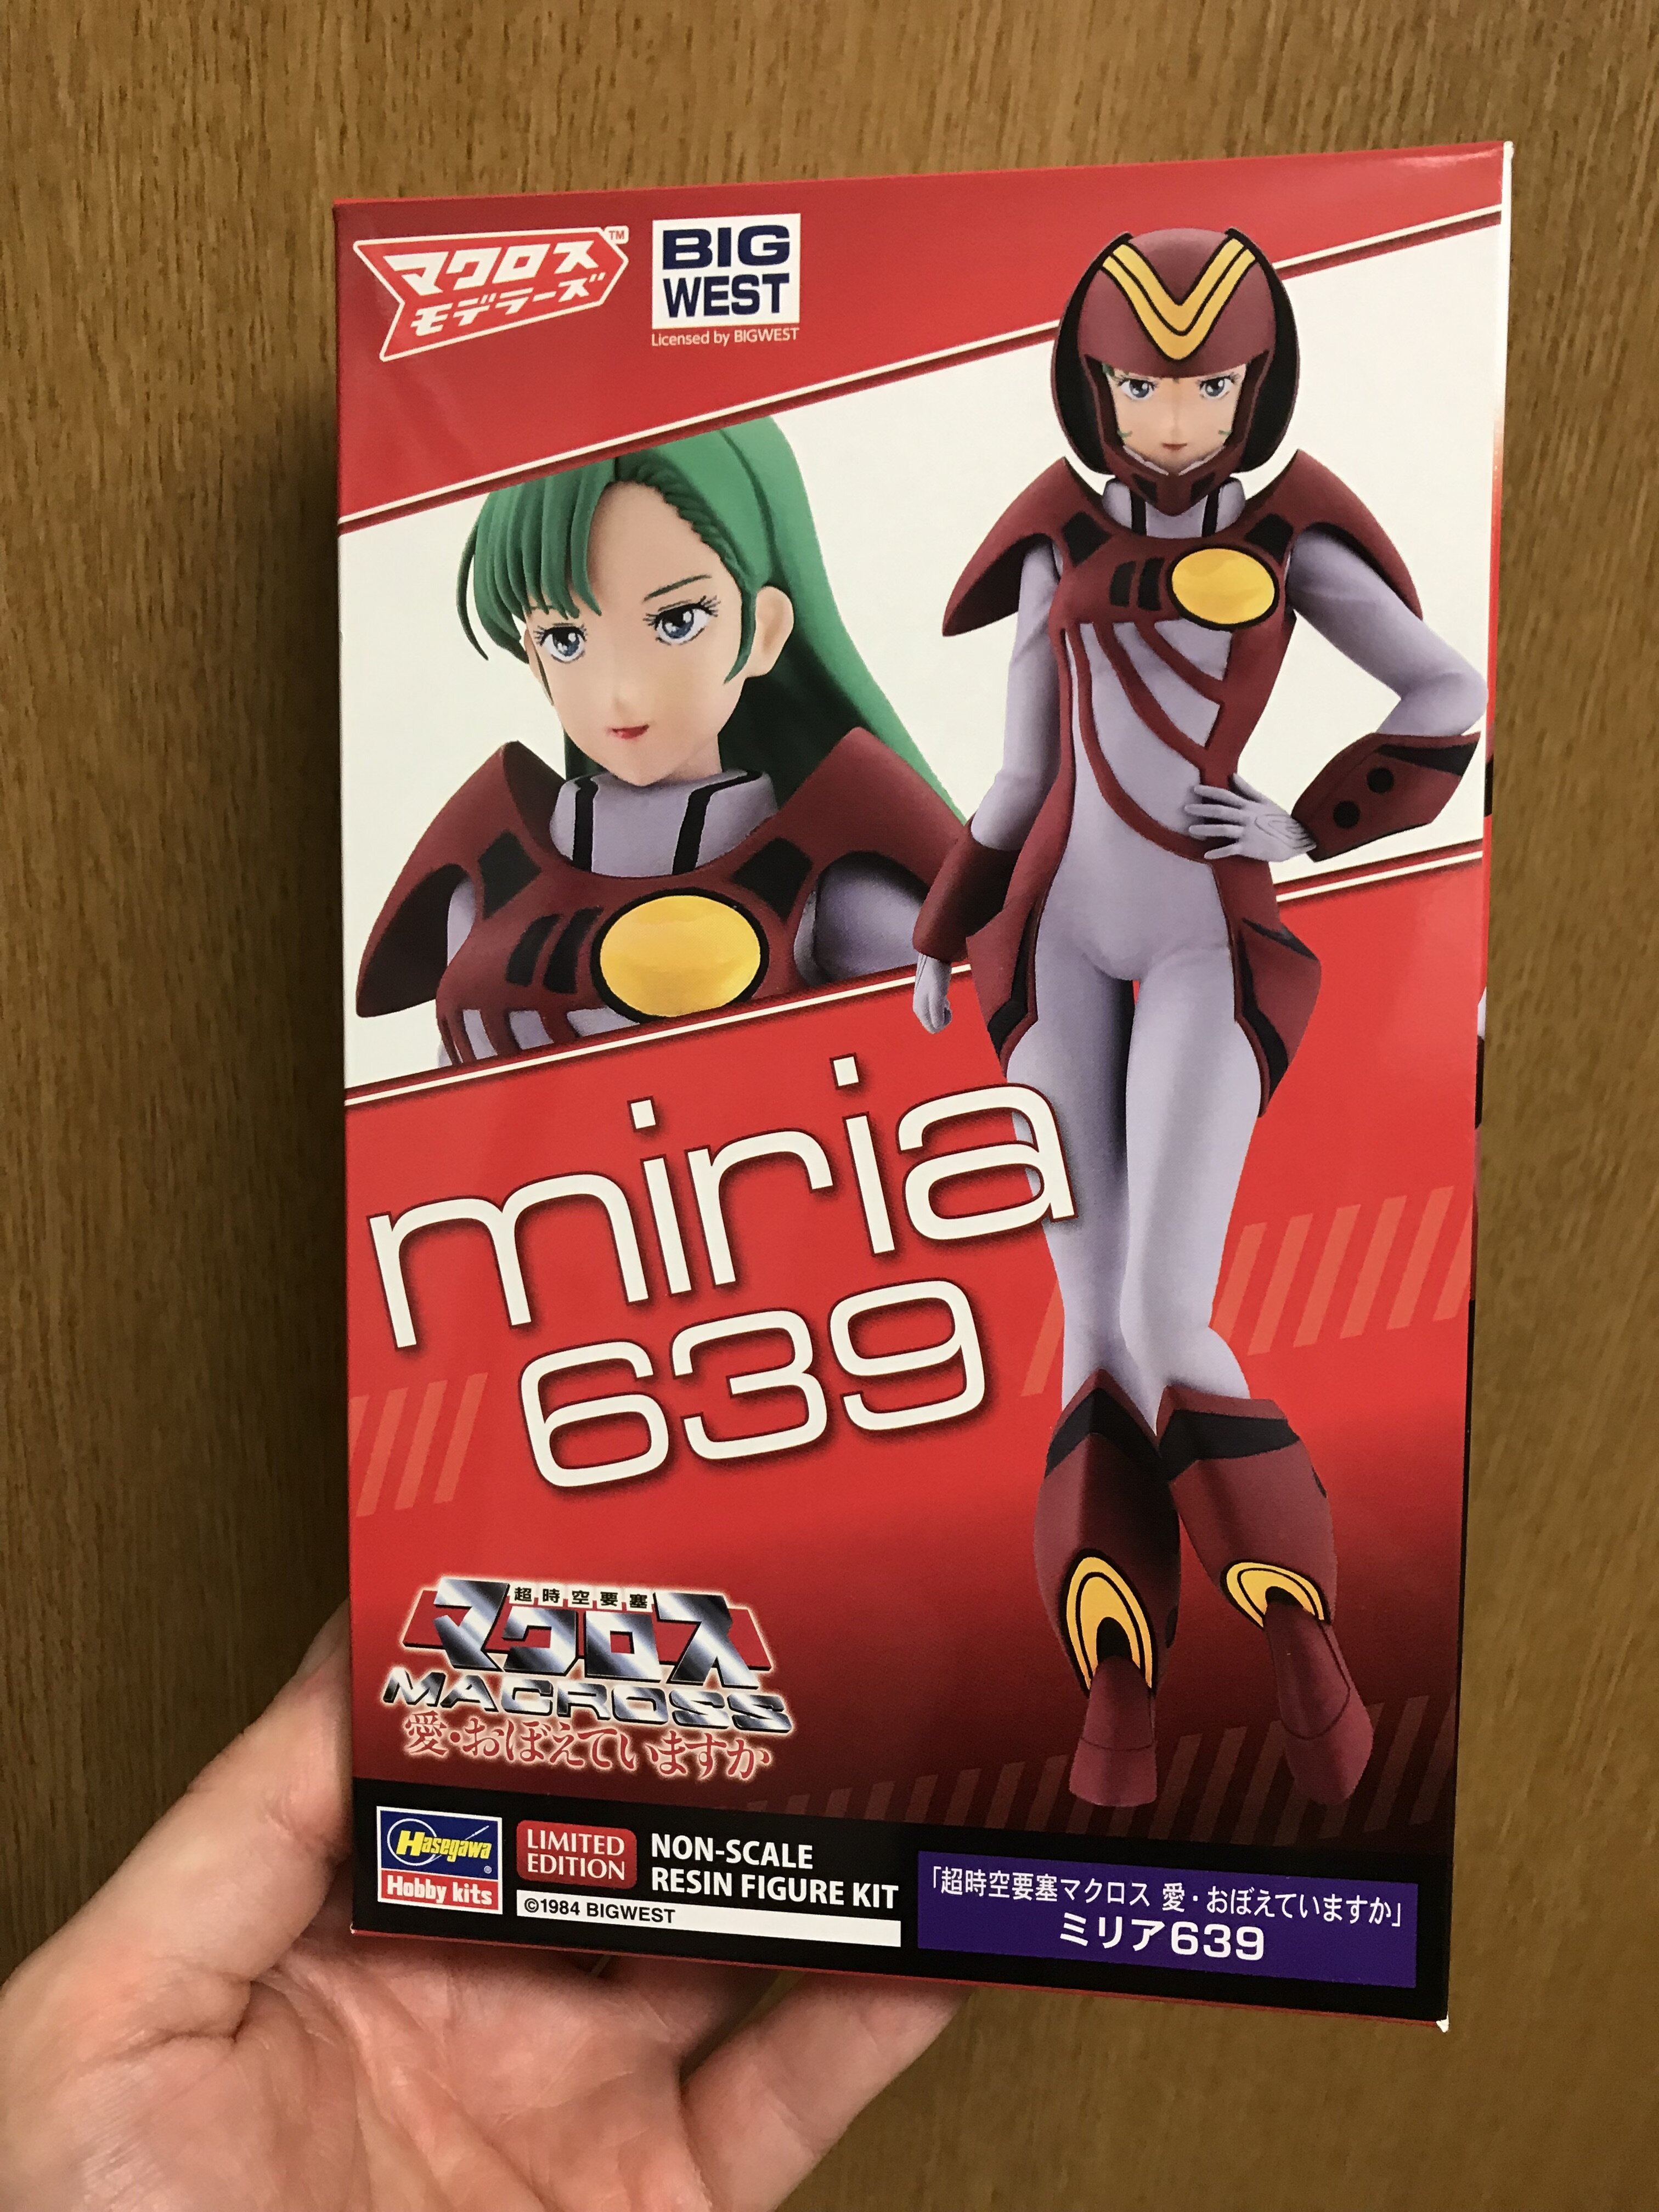 マクロス
モデラーズ
TM
BIG
WEST
Licensed by BIGWEST
miria
639
超時空要塞
マクロス
MACROSS
愛・おぼえていますか
Hasegawa
®
Hobby kits
LIMITED
EDITION
NON-SCALE
RESIN FIGURE KIT
©1984 BIGWEST
「超時空要塞マクロス 愛・おぼえていますか」
ミリア639